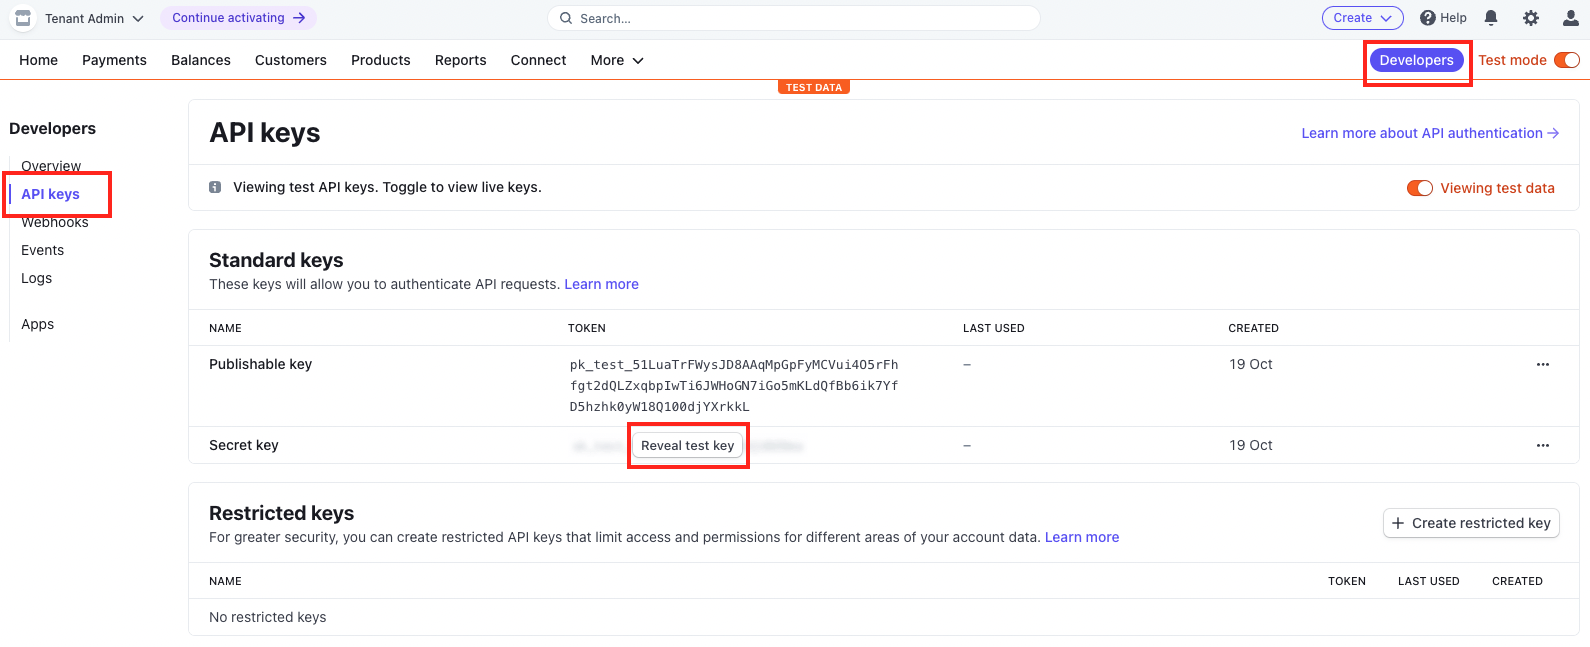 Tenant Admin
Continue activating →
Search...
Create
Help
Home Payments Balances Customers Products Reports Connect More
Developers
Test mode
TEST DATA
Developers
Overview
API keys
Webhooks
Events
Logs
Apps
API keys
Learn more about API authentication →
Viewing test API keys. Toggle to view live keys.
Viewing test data
Standard keys
These keys will allow you to authenticate API requests. Learn more
NAME TOKEN LAST USED CREATED
Publishable key
pk_test_51LuaTrFWysJD8AAqMpGpFyMCVui4O5rFh
fgt2dQLZxqbpIwTi6JWHoGN7iGo5mKLdQfBb6ik7Yf
D5hzhk0yW18Q100djYXrkkL
– 19 Oct
Secret key Reveal test key – 19 Oct
Restricted keys
For greater security, you can create restricted API keys that limit access and permissions for different areas of your account data. Learn more
+ Create restricted key
NAME TOKEN LAST USED CREATED
No restricted keys